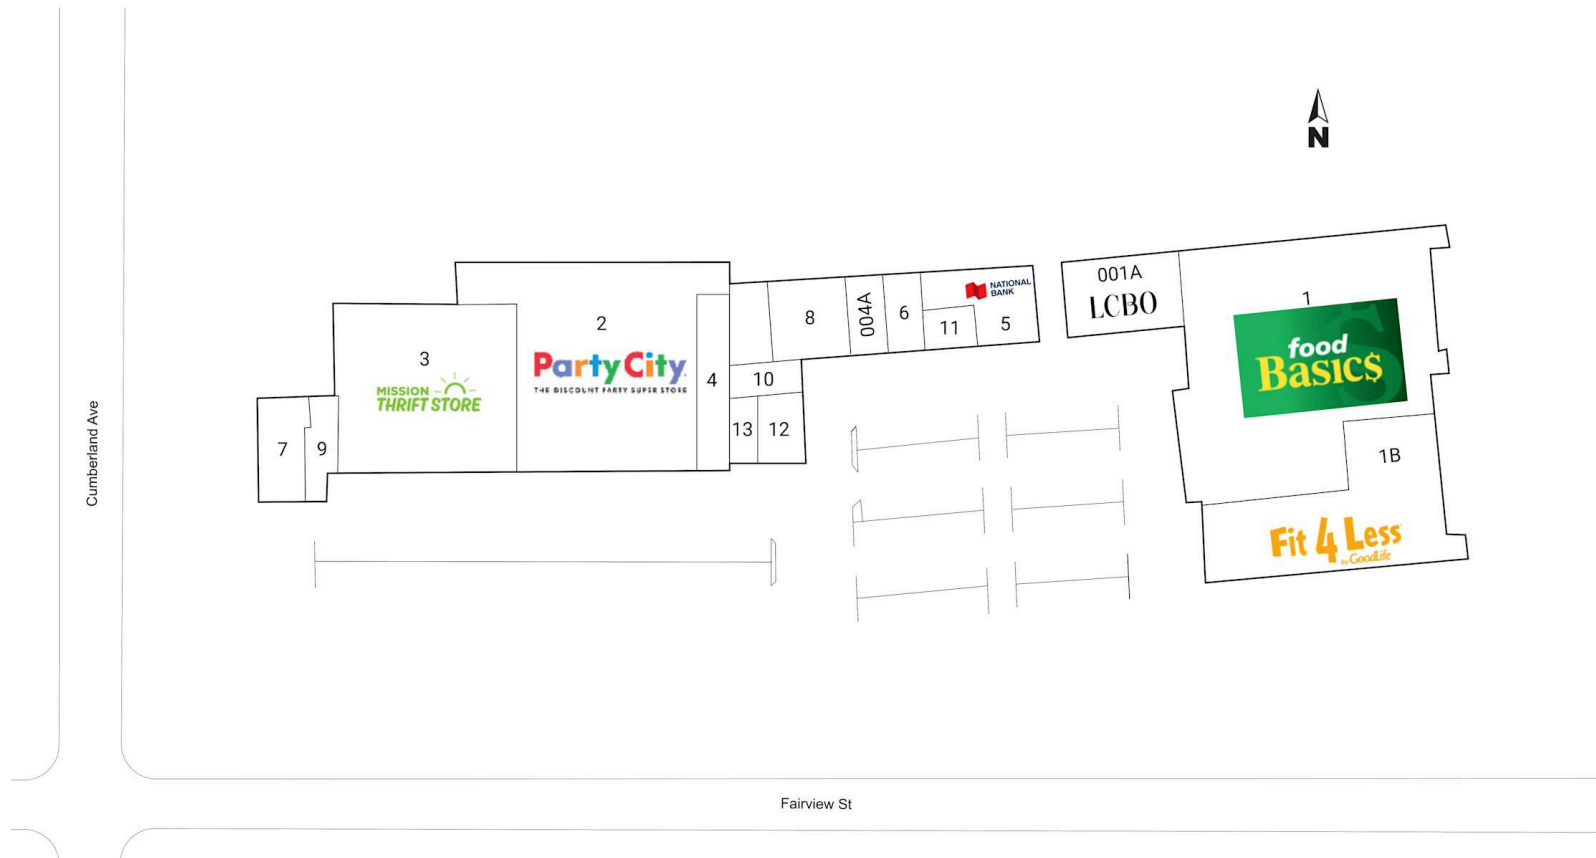 N
001A
LCBO
1
food
Basic$
1B
Fit 4 Less
by GoodLife
NATIONAL
BANK
8
004A
6
11
5
2
Party City
THE DISCOUNT PARTY SUPER STORE
4
10
13
12
3
MISSION
THRIFT STORE
7
9
Cumberland Ave
Fairview St